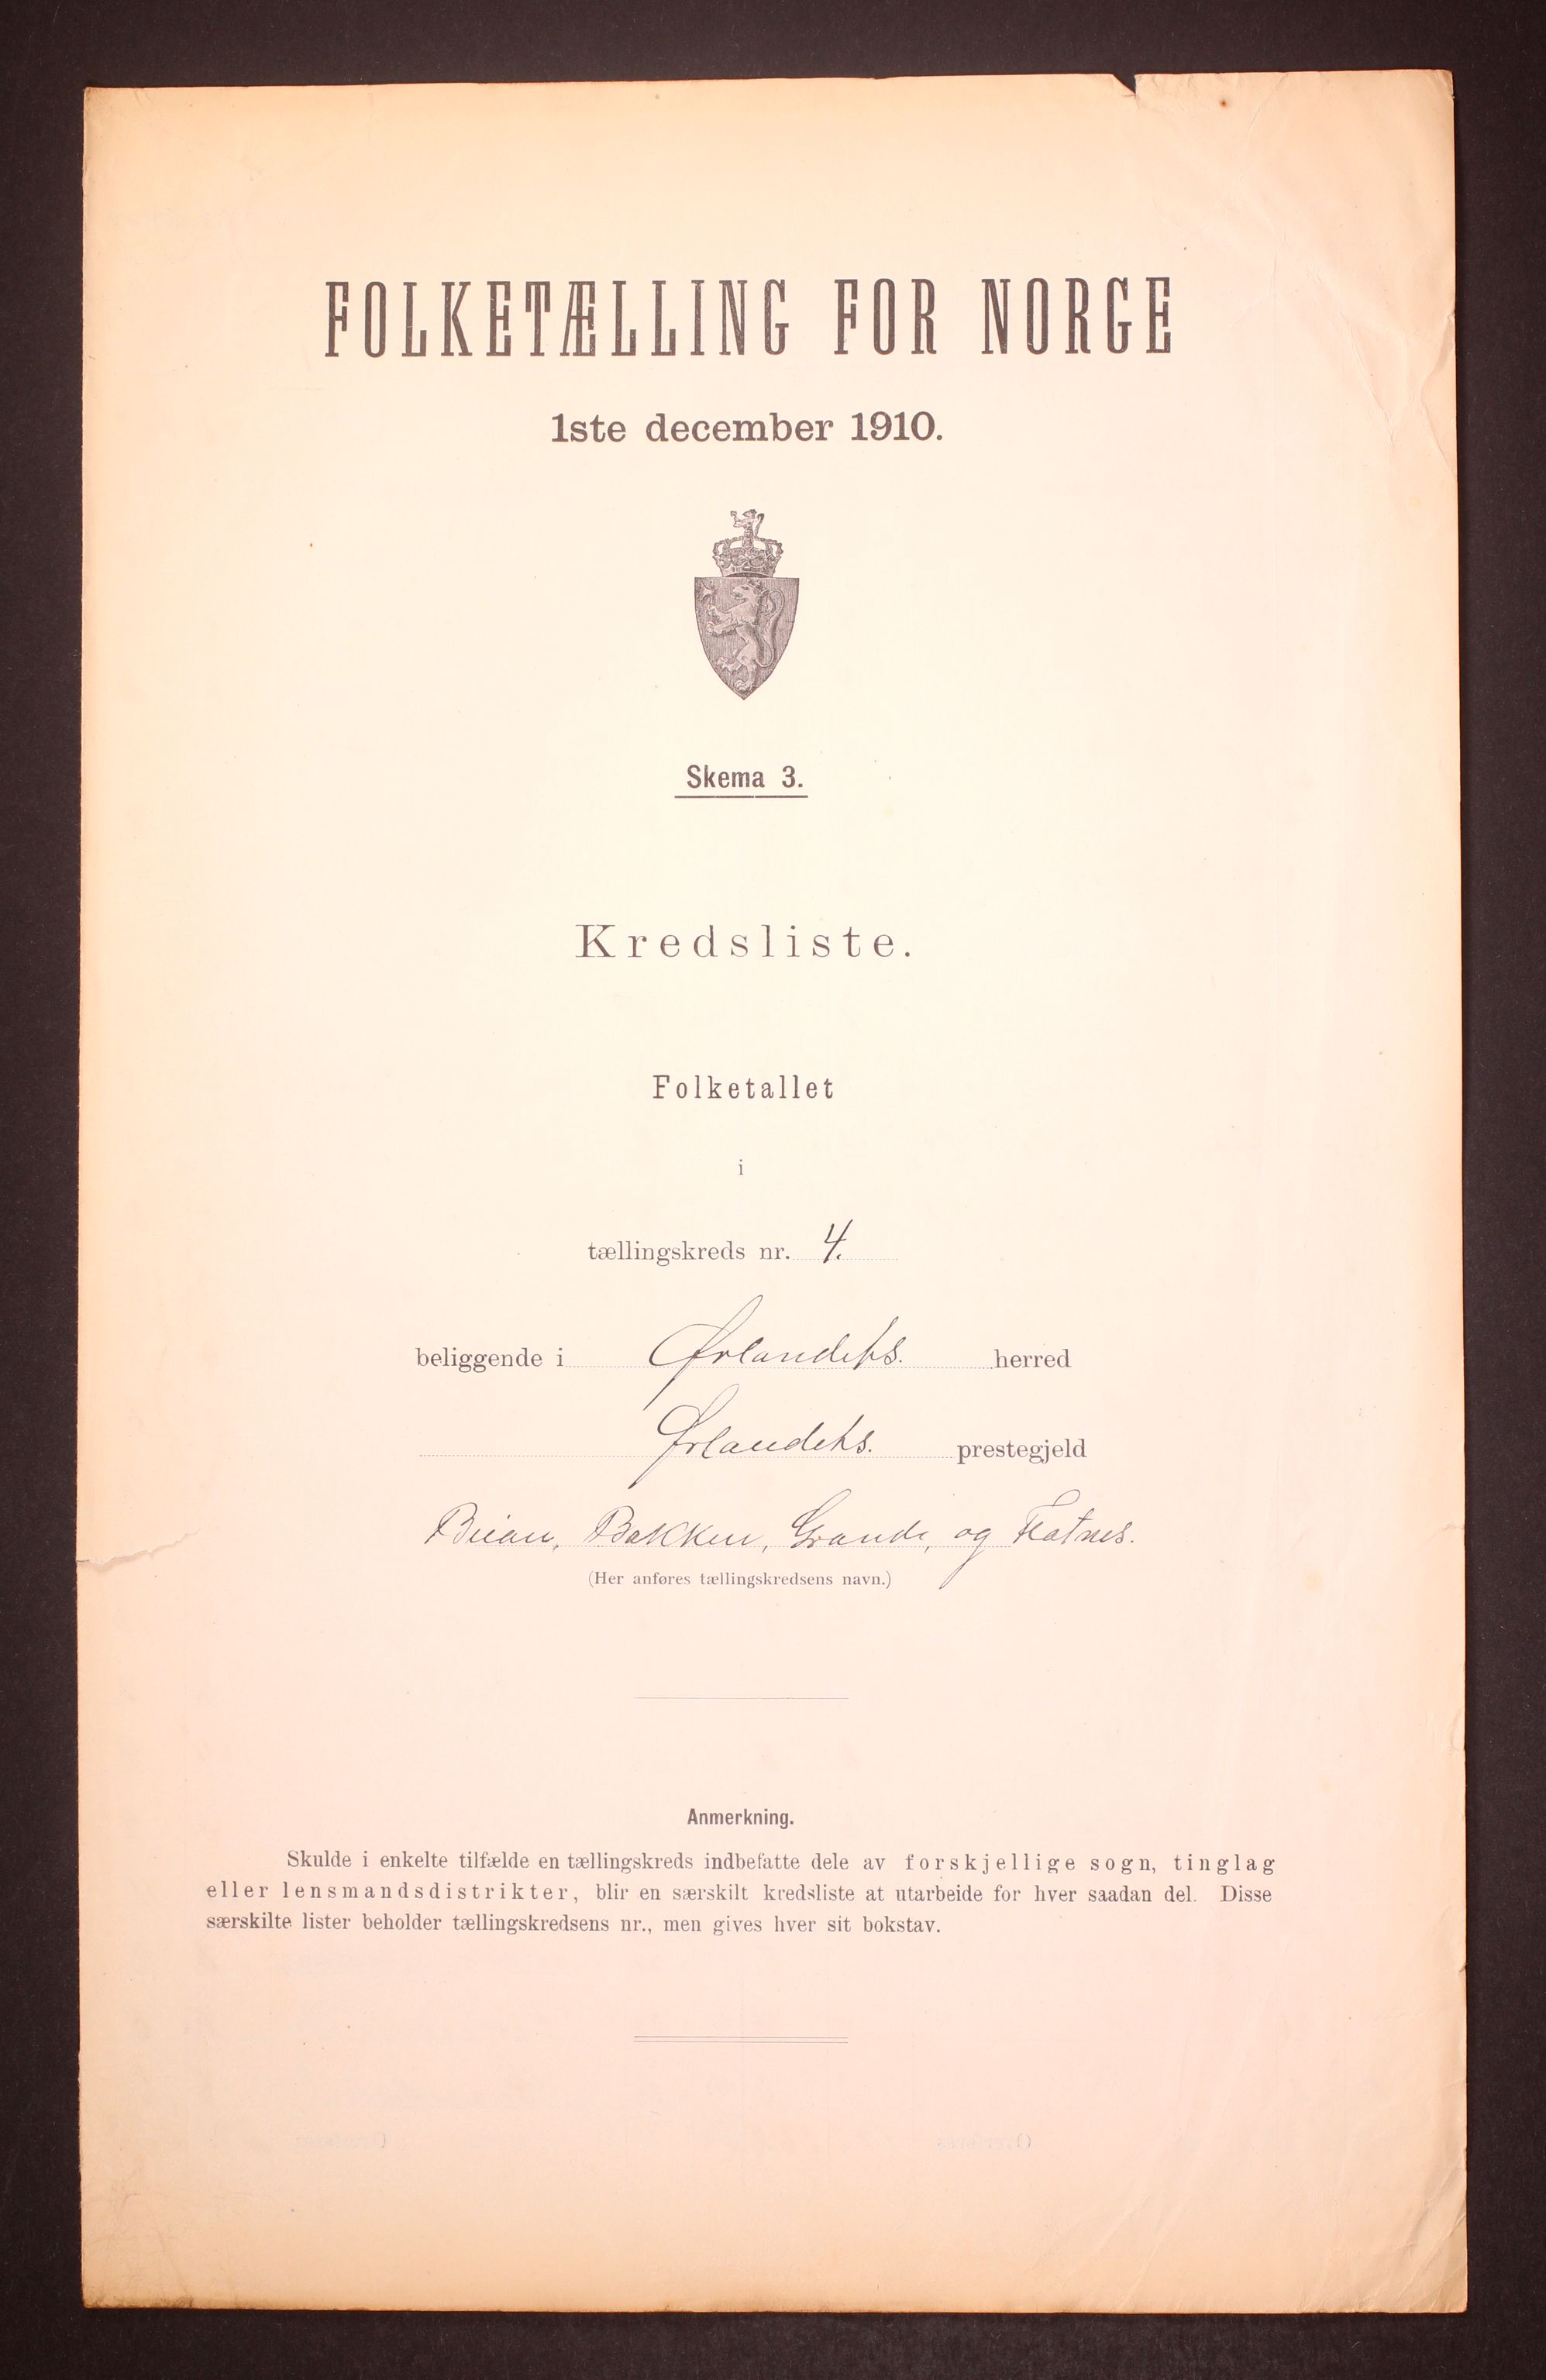 FOLKETÆLLING FOR NORGE
1ste december 1910.
Skema 3.
Kredsliste.
Folketallet
i
tællingskreds nr. 4.
beliggende i Ørlandets. herred
Ørlandets. prestegjeld
Beian, Bakken, Grande, og Flatnes.
(Her anføres tællingskredsens navn.)
Anmerkning.
Skulde i enkelte tilfælde en tællingskreds indbefatte dele av forskjellige sogn, tinglag
eller lensmandsdistrikter, blir en særskilt kredsliste at utarbeide for hver saadan del. Disse
særskilte lister beholder tællingskredsens nr., men gives hver sit bokstav.